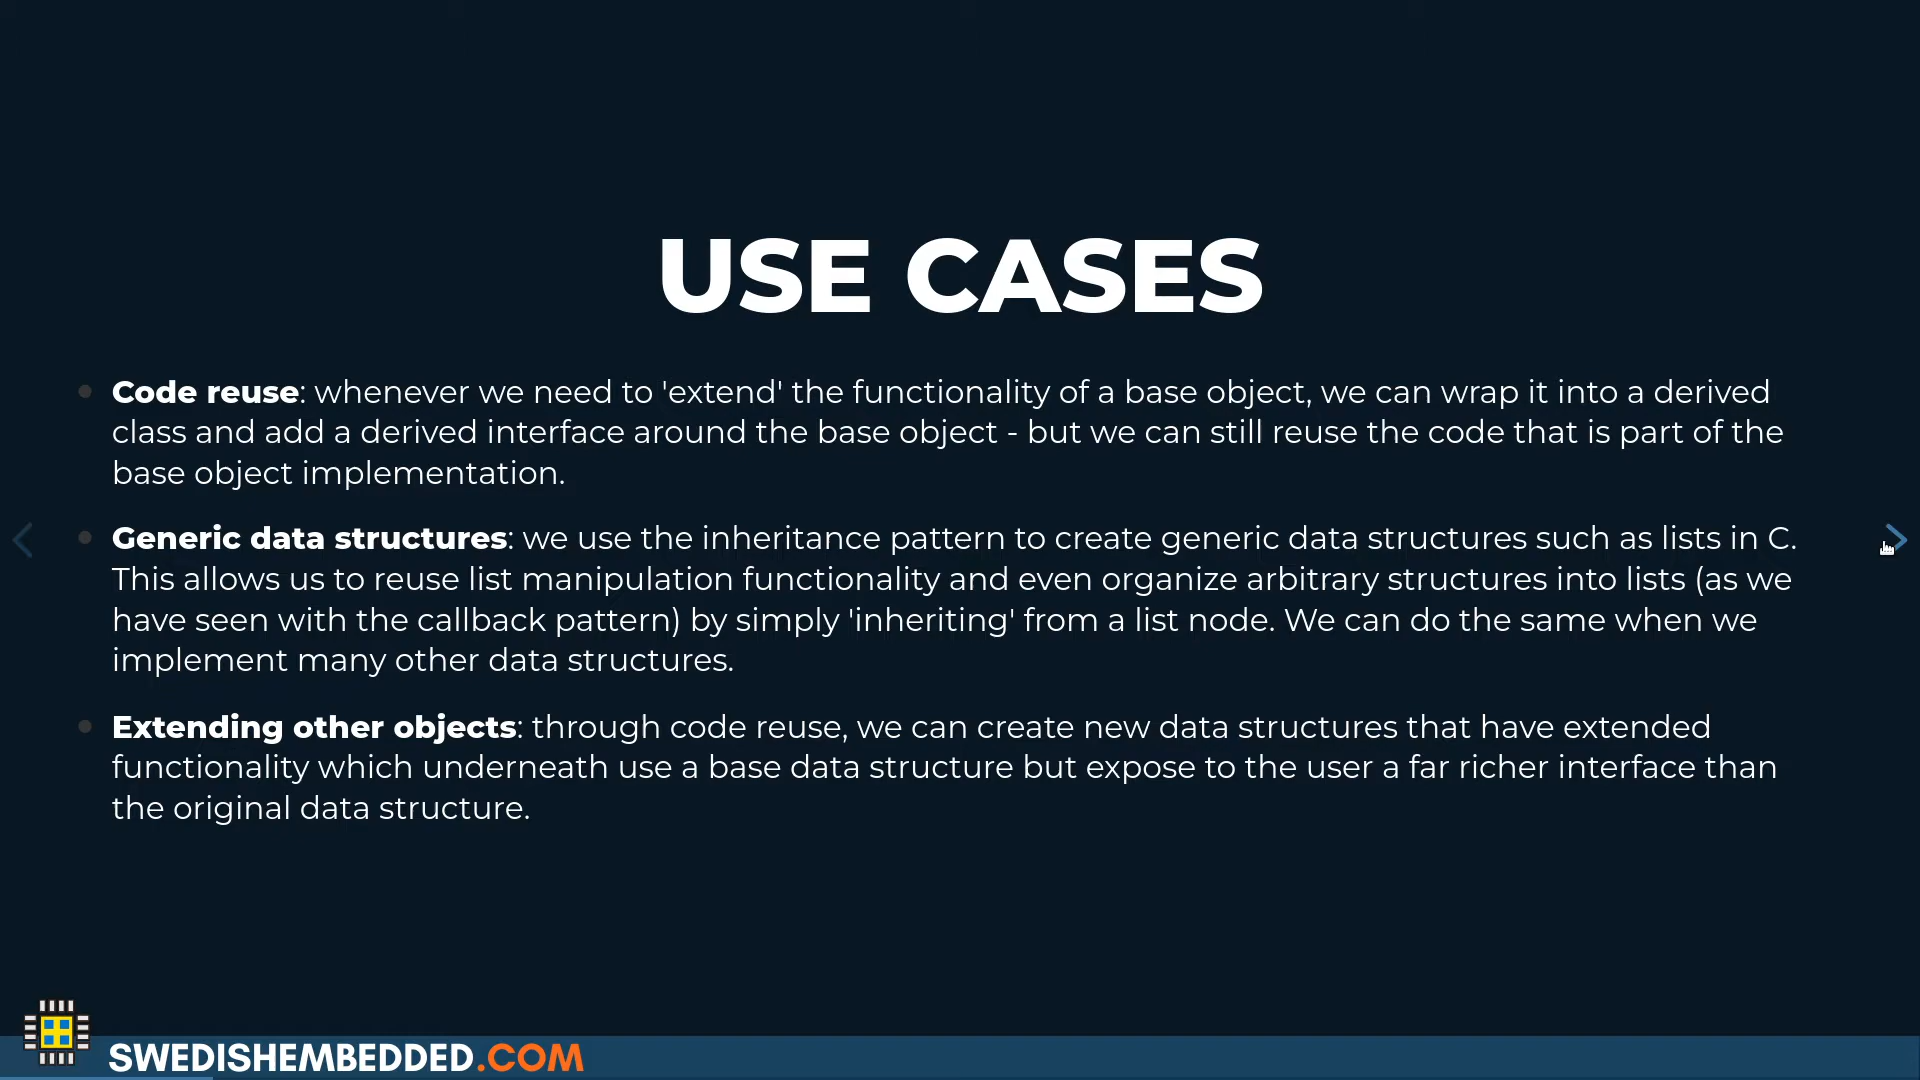 USE CASES
Code reuse: whenever we need to 'extend' the functionality of a base object, we can wrap it into a derived
class and add a derived interface around the base object - but we can still reuse the code that is part of the
base object implementation.
Generic data structures: we use the inheritance pattern to create generic data structures such as lists in C.
This allows us to reuse list manipulation functionality and even organize arbitrary structures into lists (as we
have seen with the callback pattern) by simply 'inheriting' from a list node. We can do the same when we
implement many other data structures.
Extending other objects: through code reuse, we can create new data structures that have extended
functionality which underneath use a base data structure but expose to the user a far richer interface than
the original data structure.
SWEDISHEMBEDDED.COM